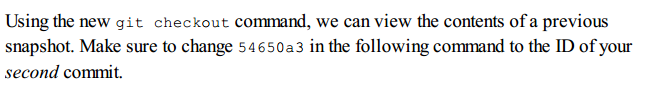 Using the new git checkout command, we can view the contents of a previous
snapshot. Make sure to change 54650a3 in the following command to the ID of your
second commit.